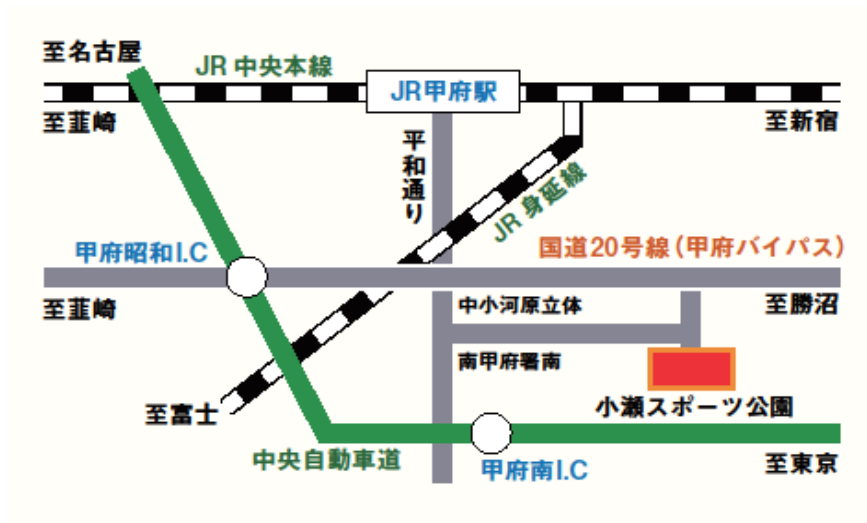 至名古屋
JR中央本線
JR甲府駅
至韮崎
至新宿
平和通り
JR身延線
甲府昭和I.C
国道20号線(甲府バイパス)
至韮崎
中小河原立体
至勝沼
南甲府署南
至富士
小瀬スポーツ公園
中央自動車道
甲府南I.C
至東京